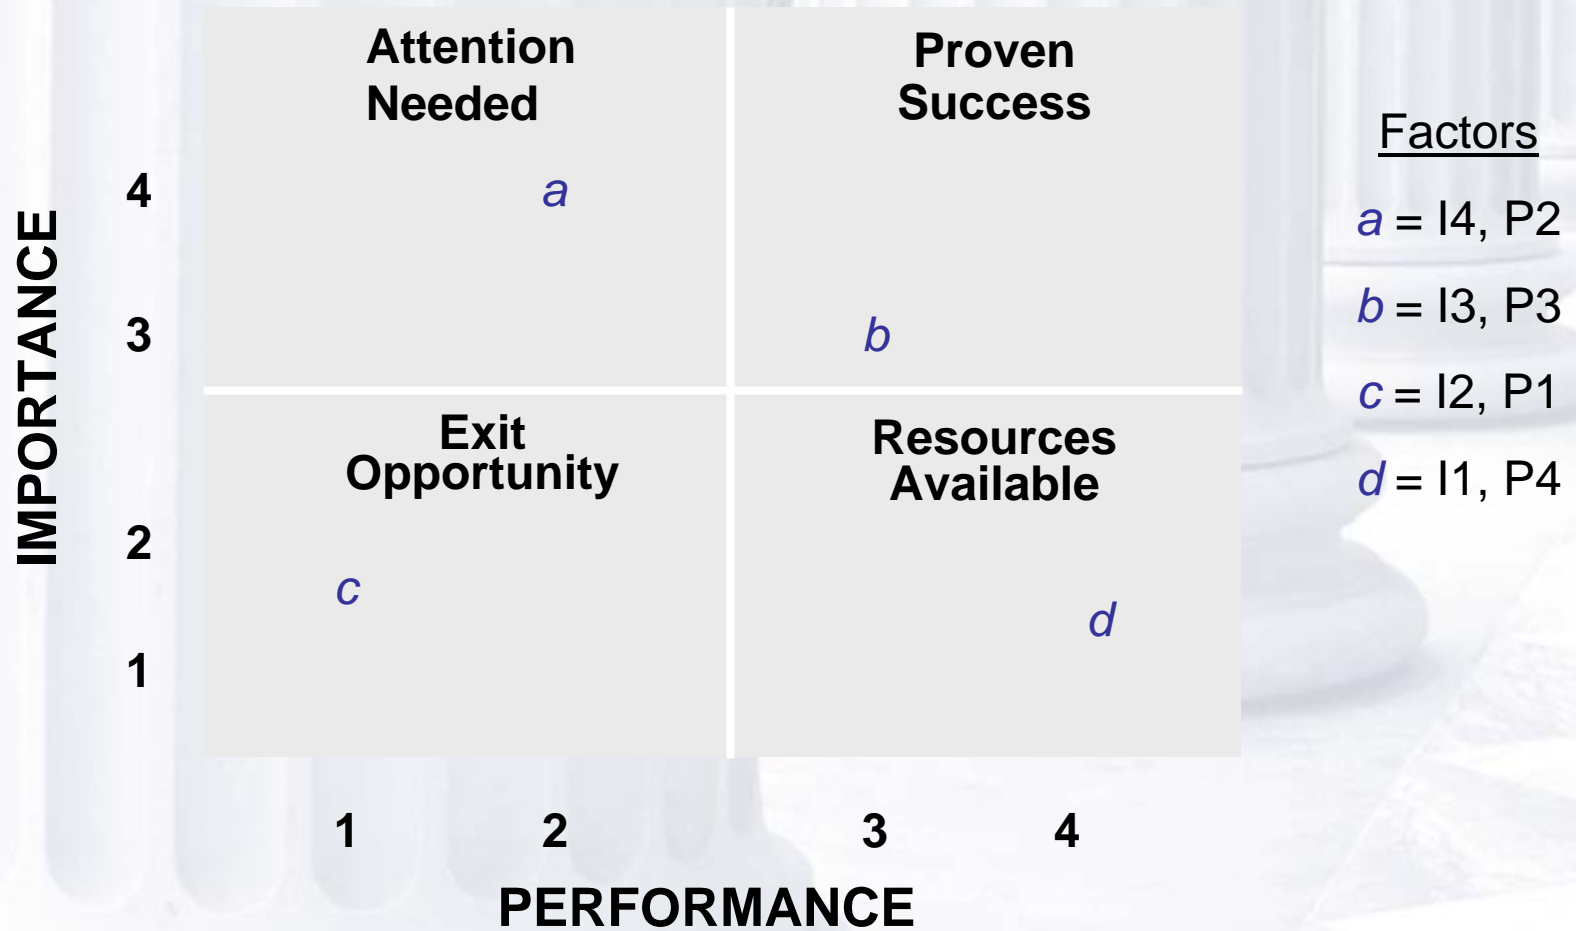 Attention
Needed
Proven
Success
Factors
4
a
a = I4, P2
IMPORTANCE
3
b
b = I3, P3
c = I2, P1
Exit
Opportunity
Resources
Available
d = I1, P4
2
c
d
1
1 2 3 4
PERFORMANCE